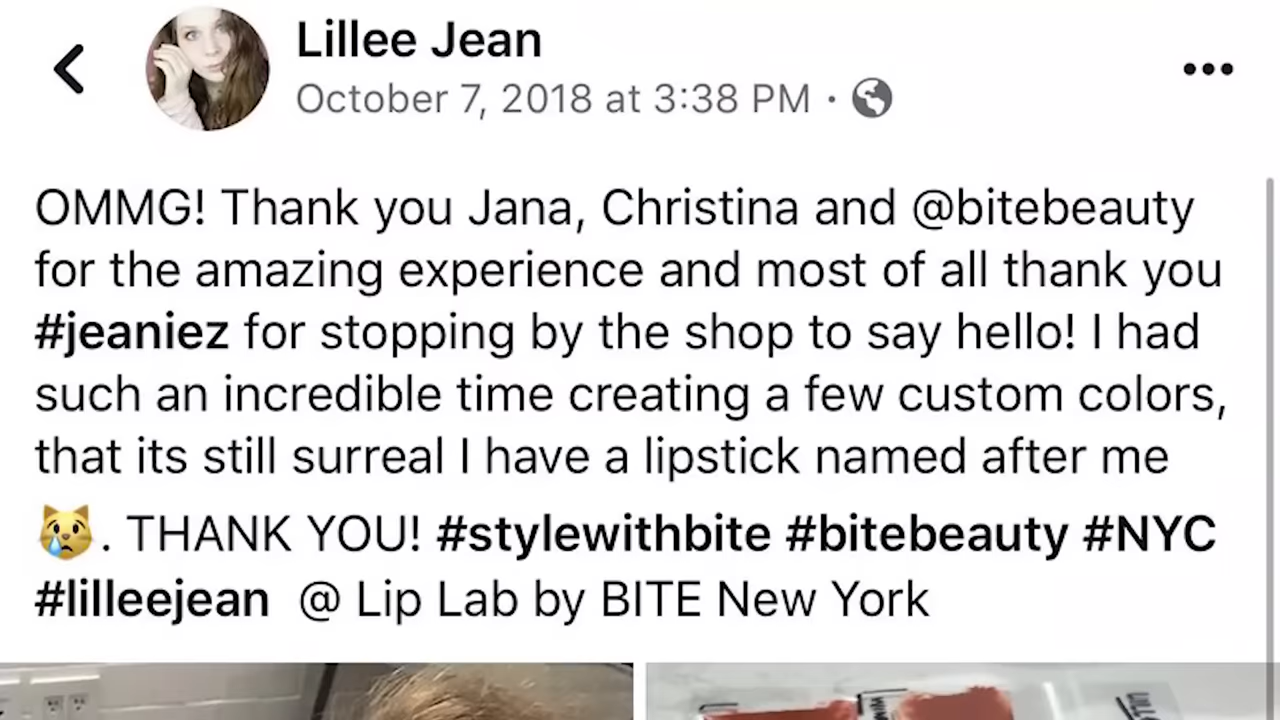 Lillee Jean
October 7, 2018 at 3:38 PM ·
OMMG! Thank you Jana, Christina and @bitebeauty
for the amazing experience and most of all thank you
#jeaniez for stopping by the shop to say hello! I had
such an incredible time creating a few custom colors,
that its still surreal I have a lipstick named after me
😿. THANK YOU! #stylewithbite #bitebeauty #NYC
#lilleejean @ Lip Lab by BITE New York